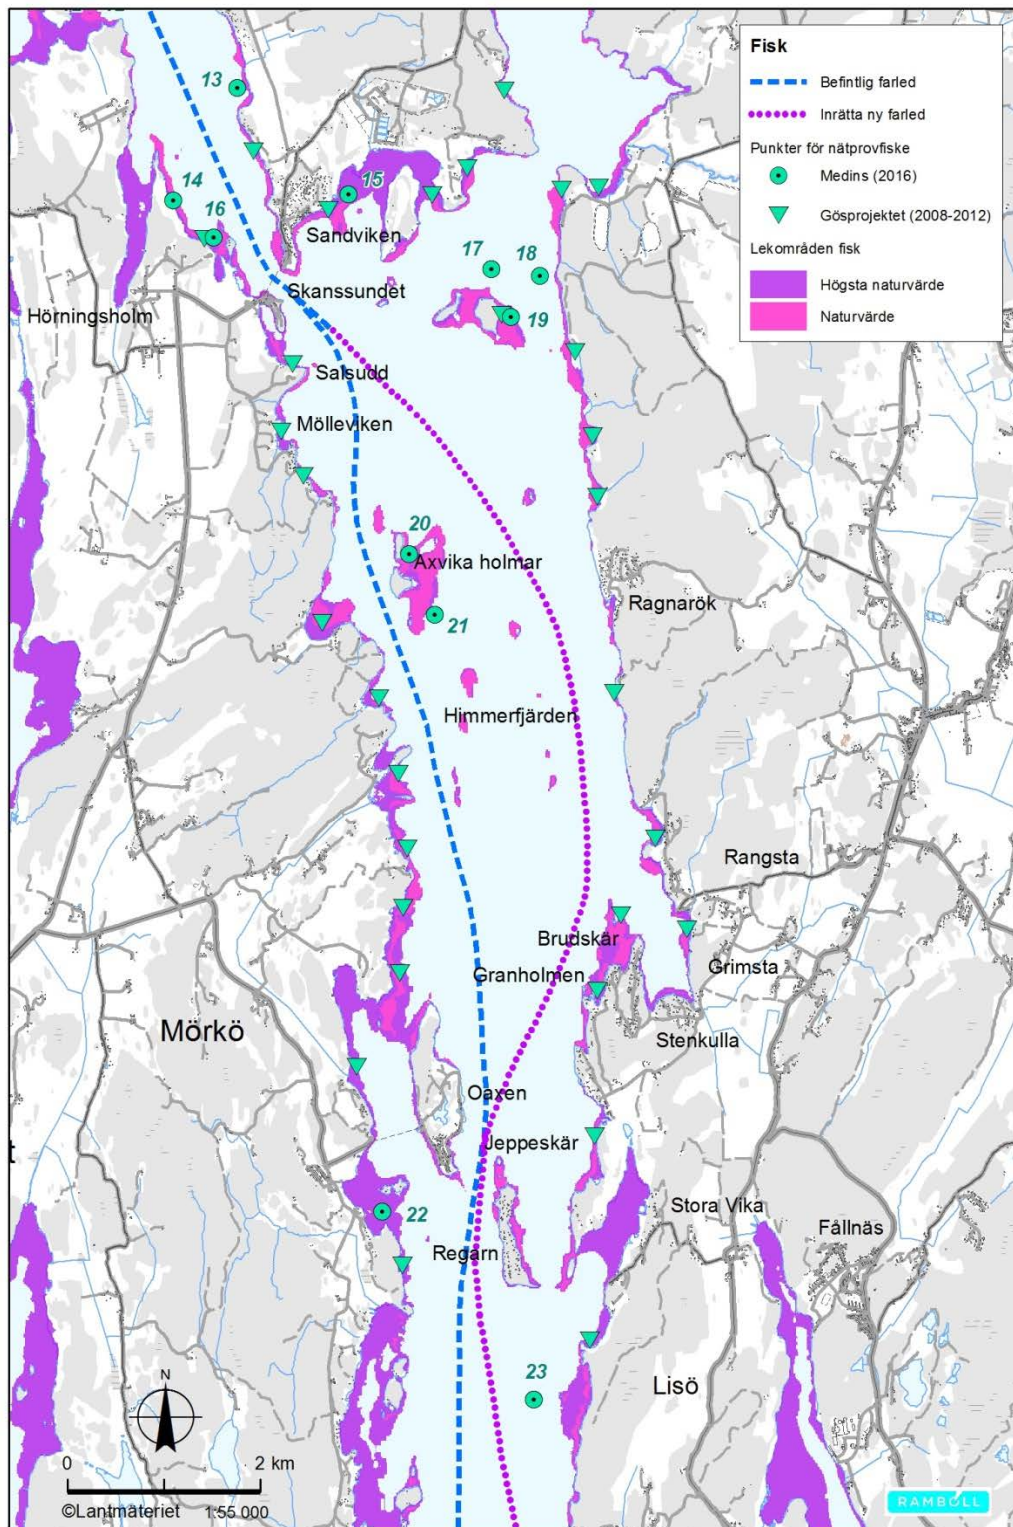 Fisk
Befintlig farled
Inrätta ny farled
Punkter för nätprovfiske
Medins (2016)
Gösprojektet (2008-2012)
Lekområden fisk
Högsta naturvärde
Naturvärde
13
14
15
16
Sandviken
17
18
Skanssundet
Hörningsholm
19
Salsudd
Mölleviken
20
Axvika holmar
Ragnarök
21
Himmerfjärden
Rangsta
Brudskär
Granholmen
Grimsta
Mörkö
Stenkulla
Oaxen
Jeppeskär
22
Stora Vika
Regarn
Fållnäs
23
Lisö
N
0 2 km
©Lantmäteriet 1:55 000
RAMBOLL